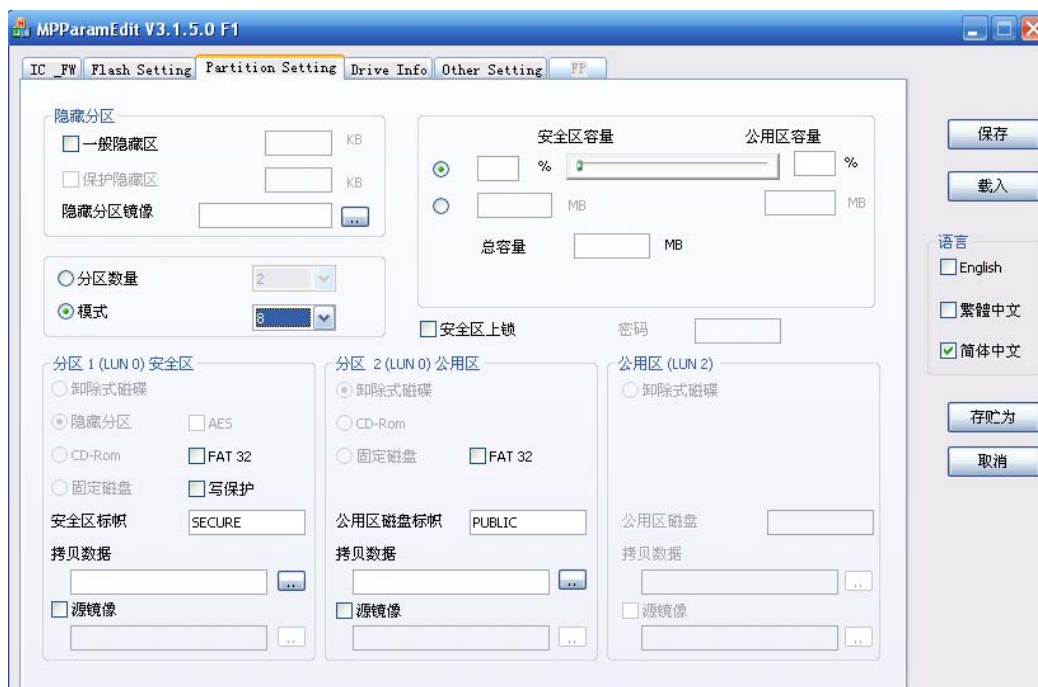 MPParamEdit V3.1.5.0 F1
IC _FW Flash Setting Partition Setting Drive Info Other Setting FP
隐藏分区
一般隐藏区 KB
保护隐藏区 KB
隐藏分区镜像 ..
安全区容量 公用区容量
% %
MB MB
总容量 MB
分区数量 2
模式 8
安全区上锁 密码
分区 1 (LUN 0) 安全区
卸除式磁碟
隐藏分区 AES
CD-Rom FAT 32
固定磁盘 写保护
安全区标帜 SECURE
拷贝数据
..
源镜像
..
分区 2 (LUN 0) 公用区
卸除式磁碟
CD-Rom
固定磁盘 FAT 32
公用区磁盘标帜 PUBLIC
拷贝数据
..
源镜像
..
公用区 (LUN 2)
卸除式磁碟
公用区磁盘
拷贝数据
..
源镜像
..
保存
载入
语言
English
繁體中文
简体中文
存贮为
取消